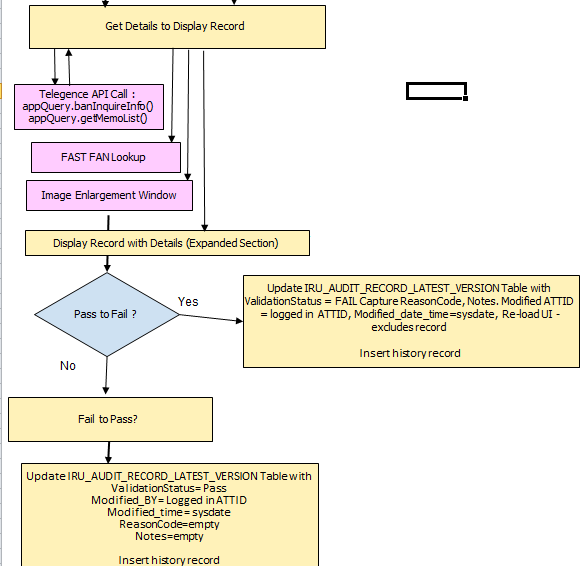 Get Details to Display Record
Telegence API Call :
appQuery.banInquireInfo()
appQuery.getMemoList()
FAST FAN Lookup
Image Enlargement Window
Display Record with Details (Expanded Section)
Pass to Fail ?
Yes
Update IRU_AUDIT_RECORD_LATEST_VERSION Table with
ValidationStatus = FAIL Capture ReasonCode, Notes. Modified ATTID
= logged in ATTID, Modified_date_time=sysdate, Re-load UI -
excludes record
Insert history record
No
Fail to Pass?
Update IRU_AUDIT_RECORD_LATEST_VERSION Table with
ValidationStatus= Pass
Modified_BY= Logged in ATTID
Modified_time= sysdate
ReasonCode=empty
Notes=empty
Insert history record